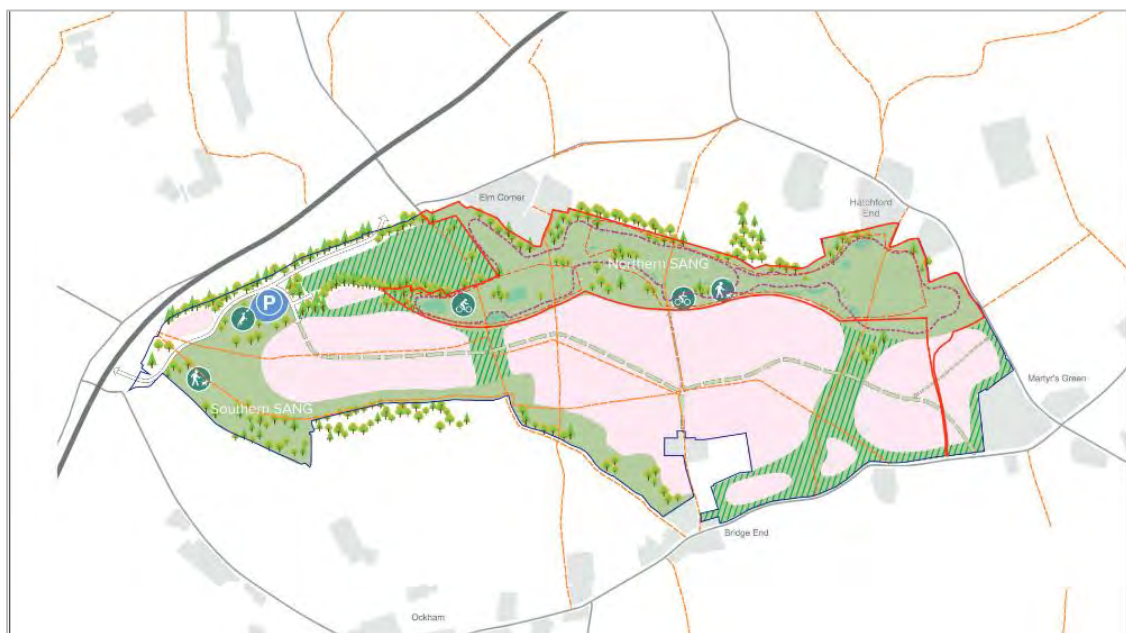 Elm Corner
Hatchford
End
Northern SANG
P
Martyr's Green
Southern SANG
Bridge End
Ockham